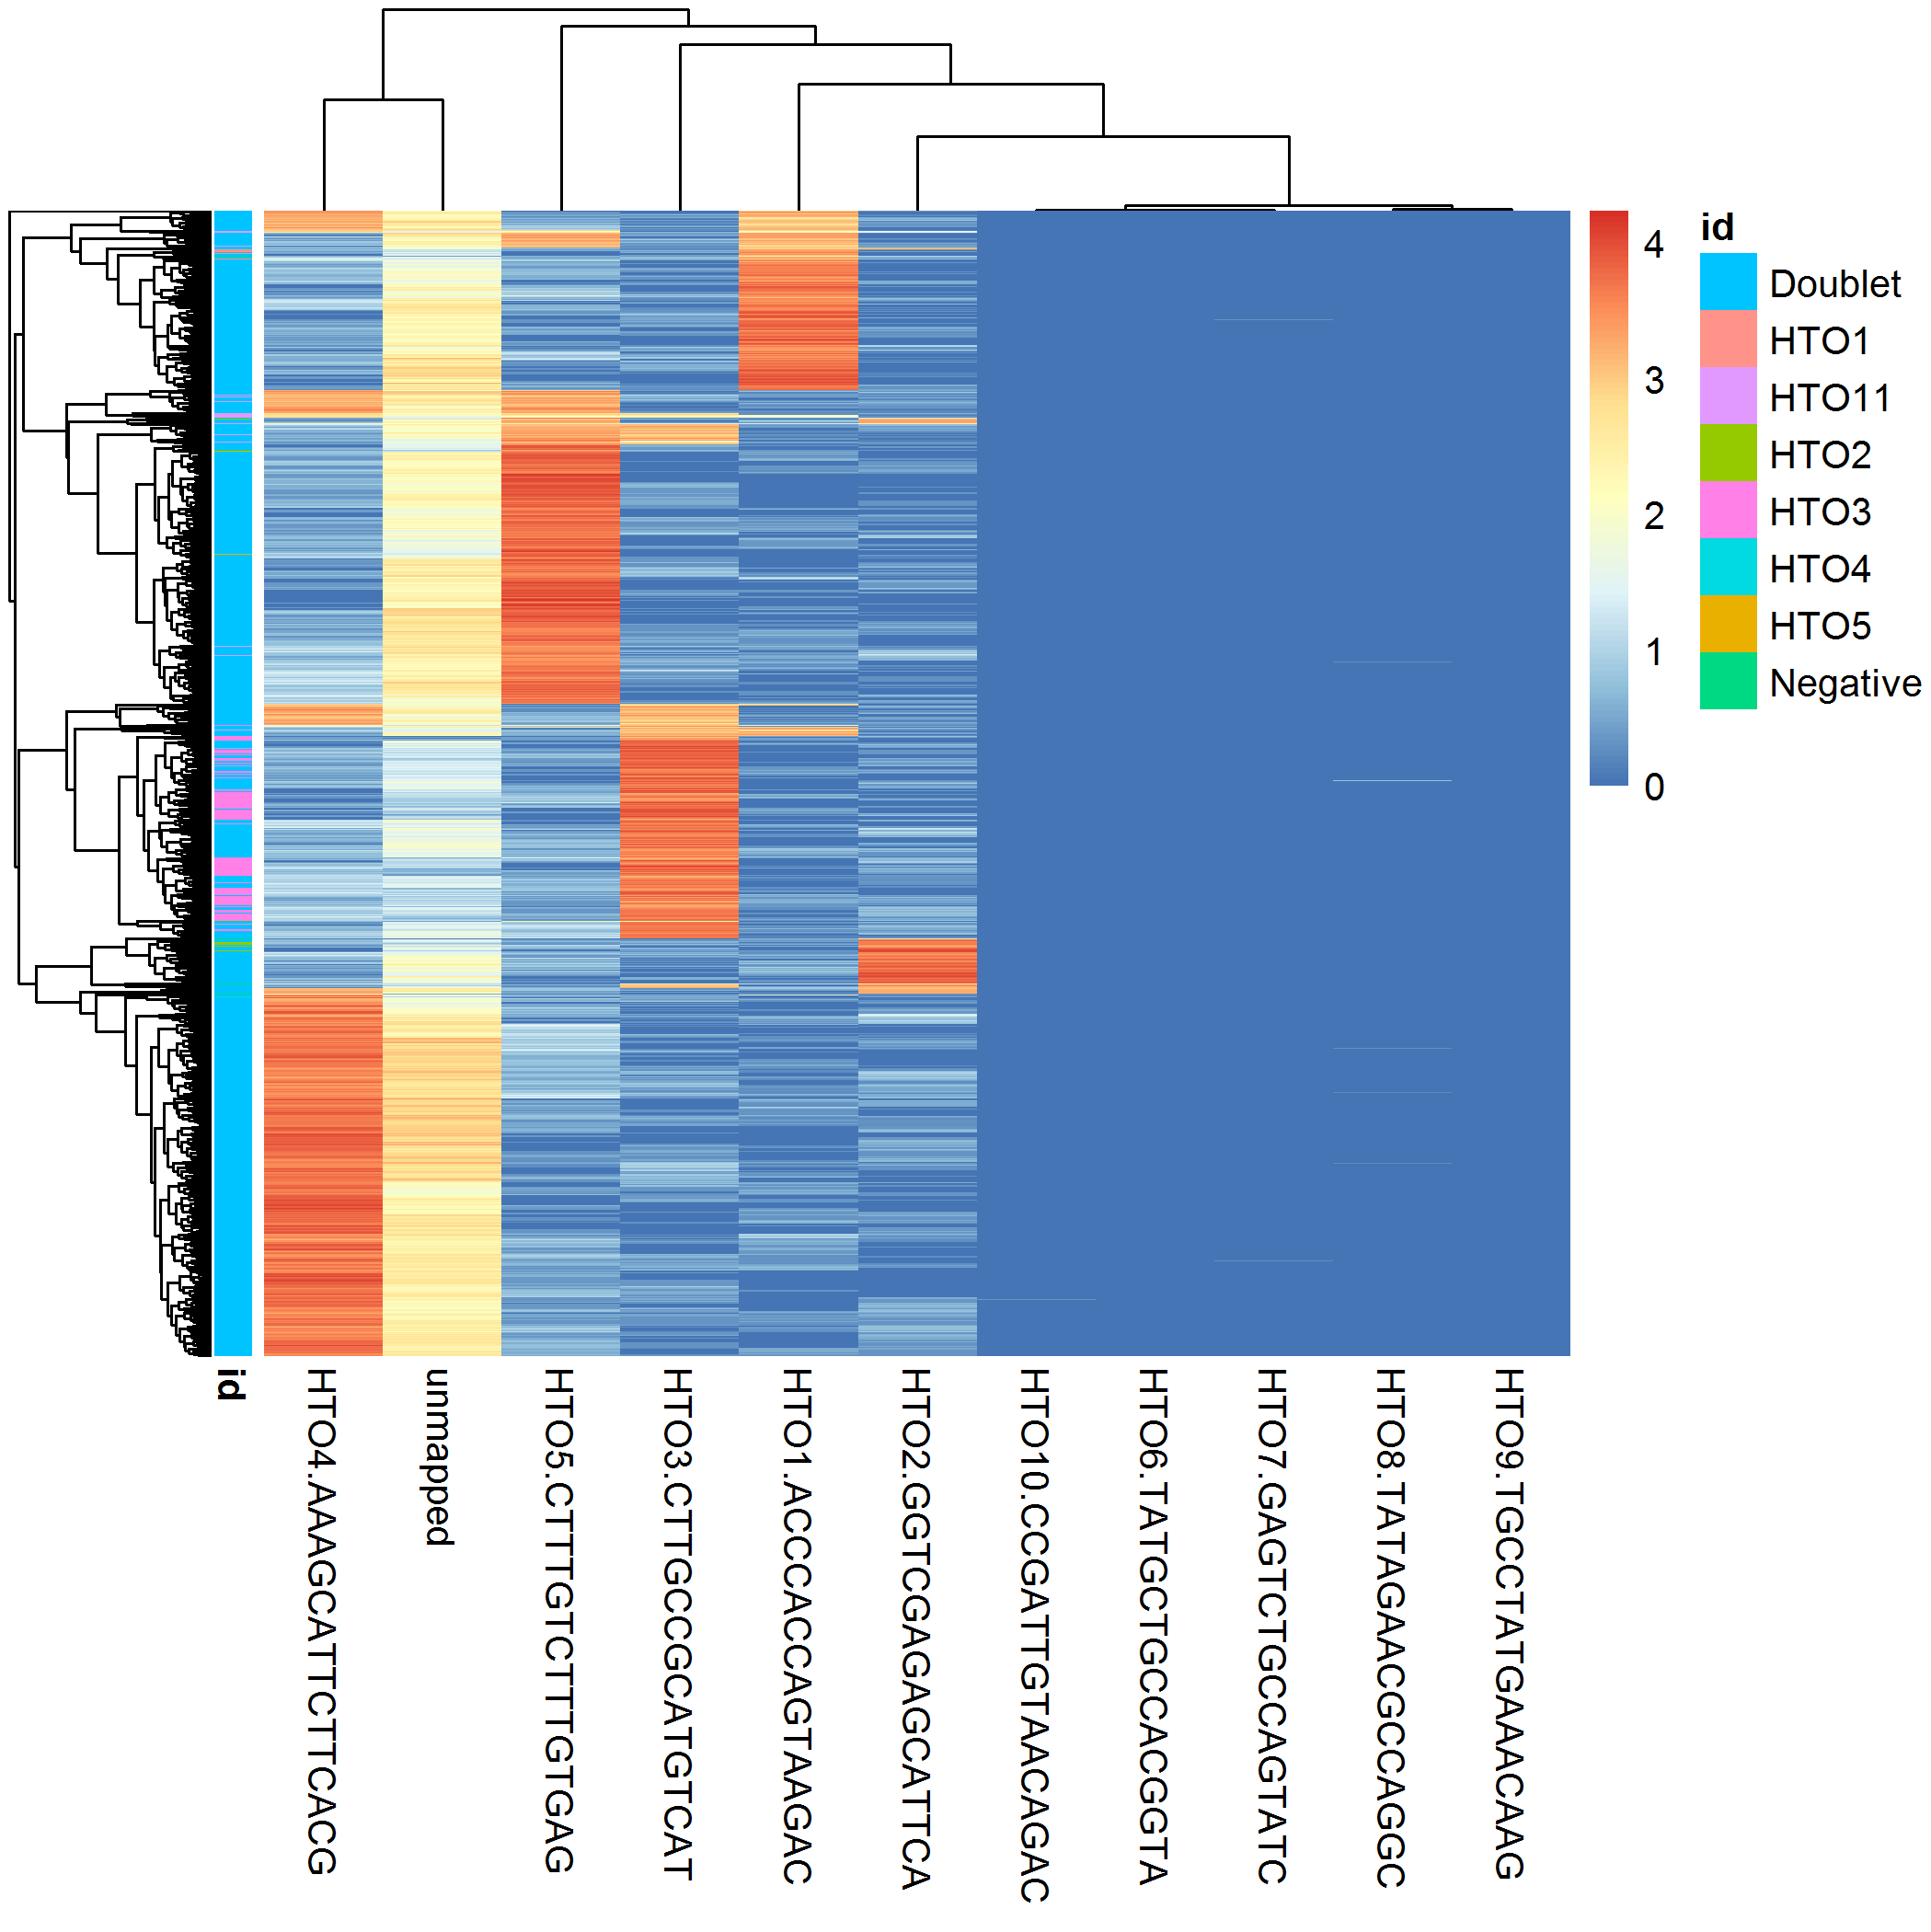 4
3
2
1
0
id
Doublet
HTO1
HTO11
HTO2
HTO3
HTO4
HTO5
Negative
id
HTO4.AAAGCATTCTTCACG
unmapped
HTO5.CTTTGTCTTTGTGAG
HTO3.CTTGCCGCATGTCAT
HTO1.ACCCACCAGTAAGAC
HTO2.GGTCGAGAGCATTCA
HTO10.CCGATTGTAACAGAC
HTO6.TATGCTGCCACGGTA
HTO7.GAGTCTGCCAGTATC
HTO8.TATAGAACGCCAGGC
HTO9.TGCCTATGAAACAAG